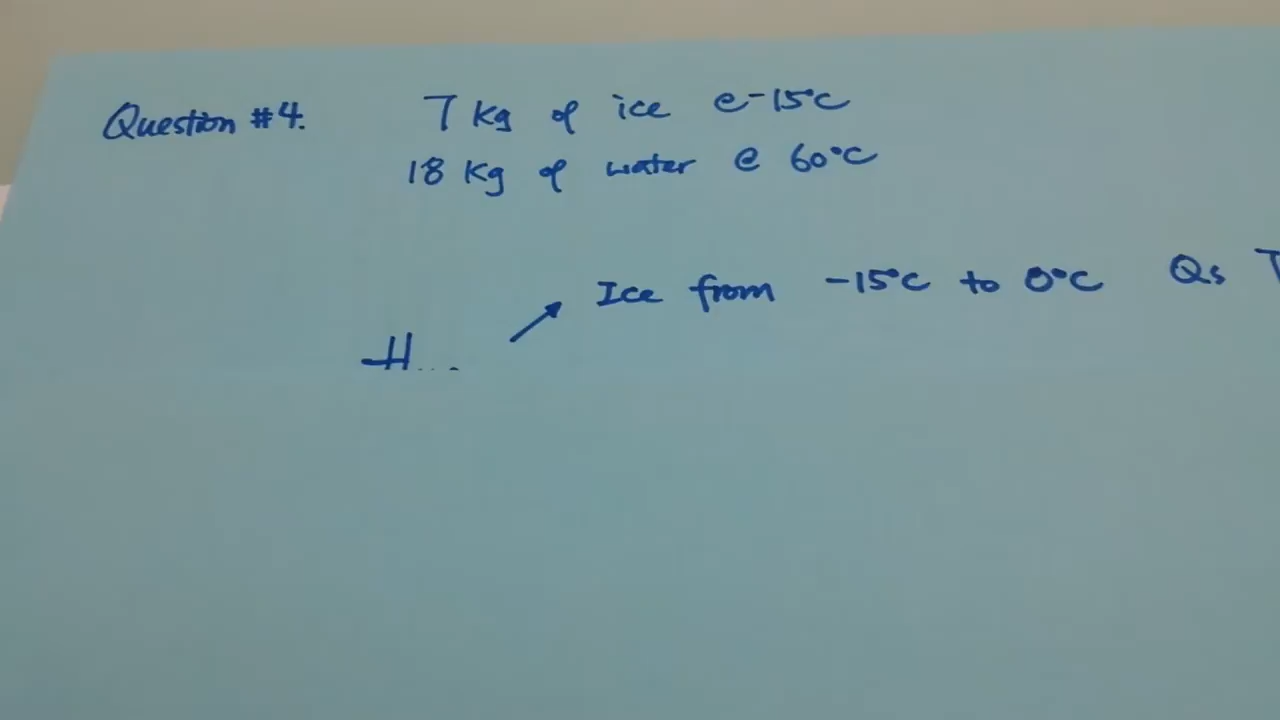 Question #4. 7 Kg of ice @ -15°C
18 Kg of water @ 60°C
Ice from -15°C to 0°C Qs
H...